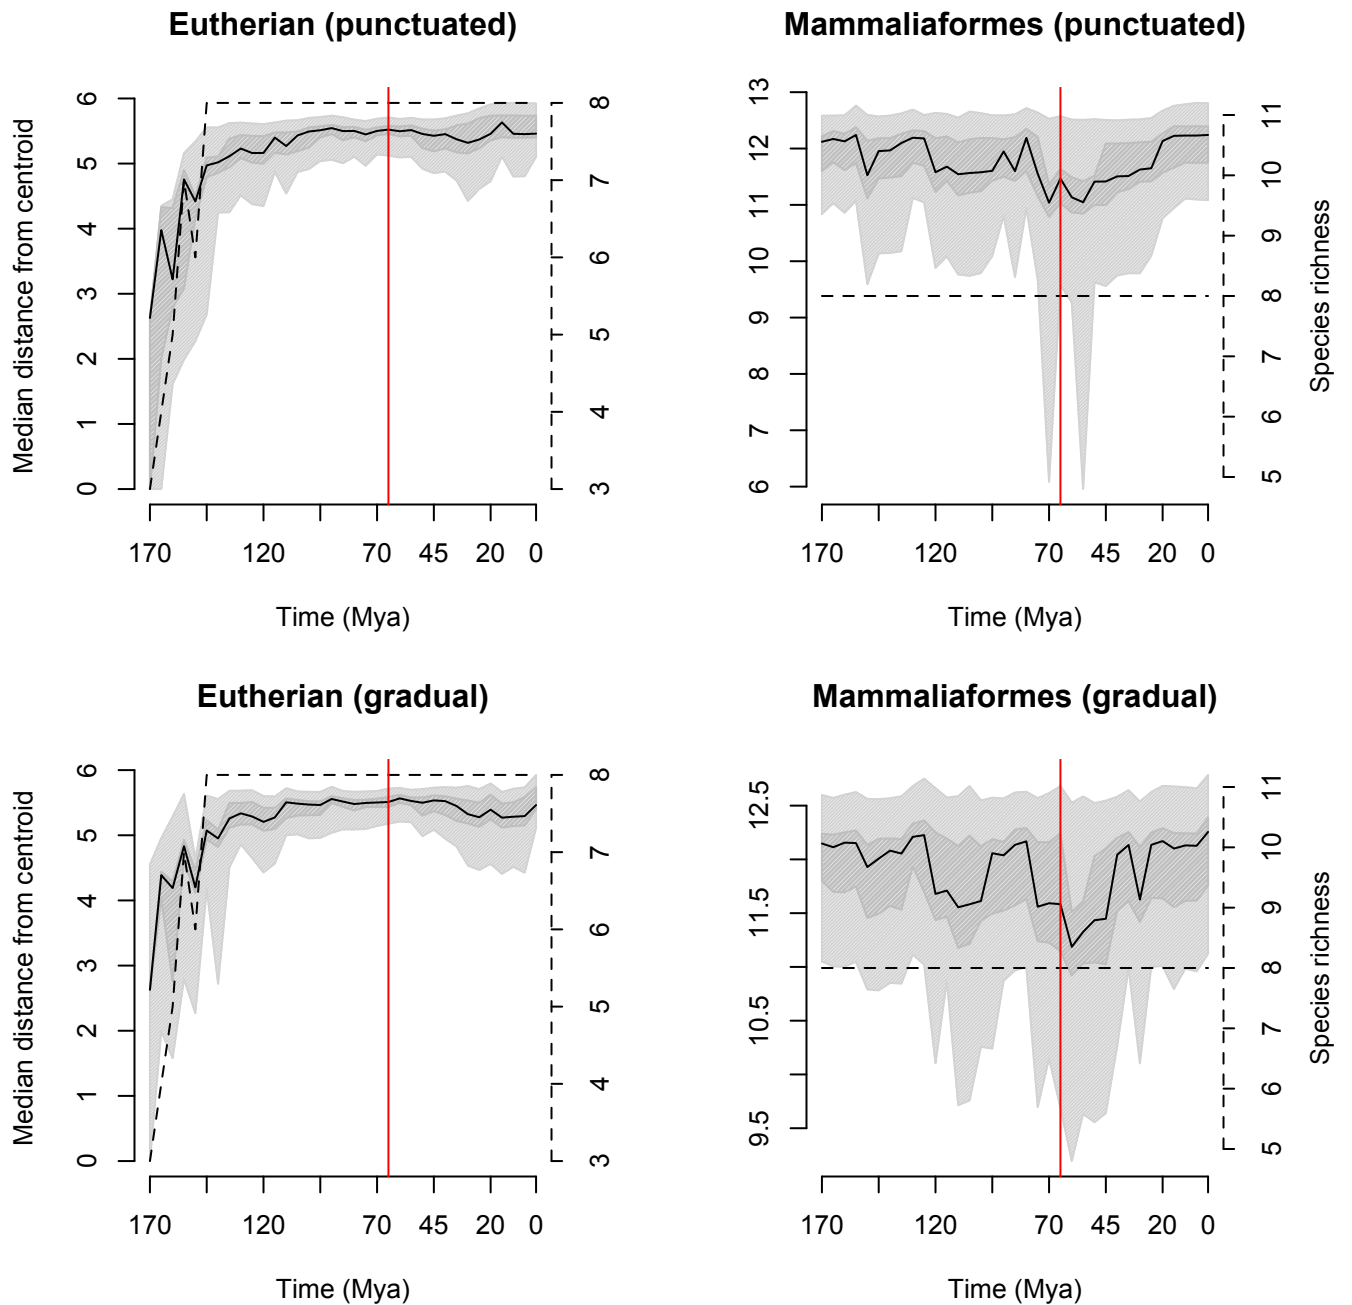 Eutherian (punctuated)
Median distance from centroid
0 1 2 3 4 5 6
3 4 5 6 7 8
170 120 70 45 20 0
Time (Mya)
Mammaliaformes (punctuated)
6 7 8 9 10 11 12 13
5 6 7 8 9 10 11
Species richness
170 120 70 45 20 0
Time (Mya)
Eutherian (gradual)
Median distance from centroid
0 1 2 3 4 5 6
3 4 5 6 7 8
170 120 70 45 20 0
Time (Mya)
Mammaliaformes (gradual)
9.5 10.5 11.5 12.5
5 6 7 8 9 10 11
Species richness
170 120 70 45 20 0
Time (Mya)